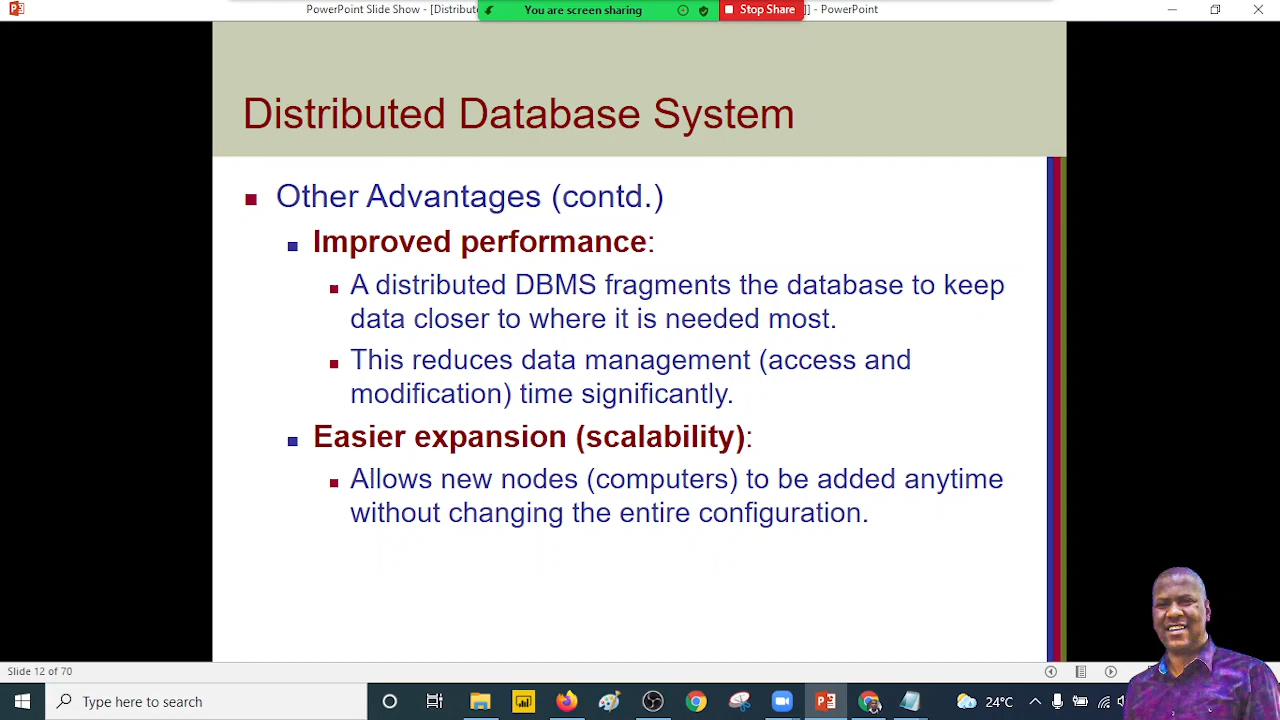 PowerPoint Slide Show - [Distribut
You are screen sharing
Stop Share
]] - PowerPoint
Distributed Database System
Other Advantages (contd.)
Improved performance:
A distributed DBMS fragments the database to keep
data closer to where it is needed most.
This reduces data management (access and
modification) time significantly.
Easier expansion (scalability):
Allows new nodes (computers) to be added anytime
without changing the entire configuration.
Slide 12 of 70
Type here to search
24°C